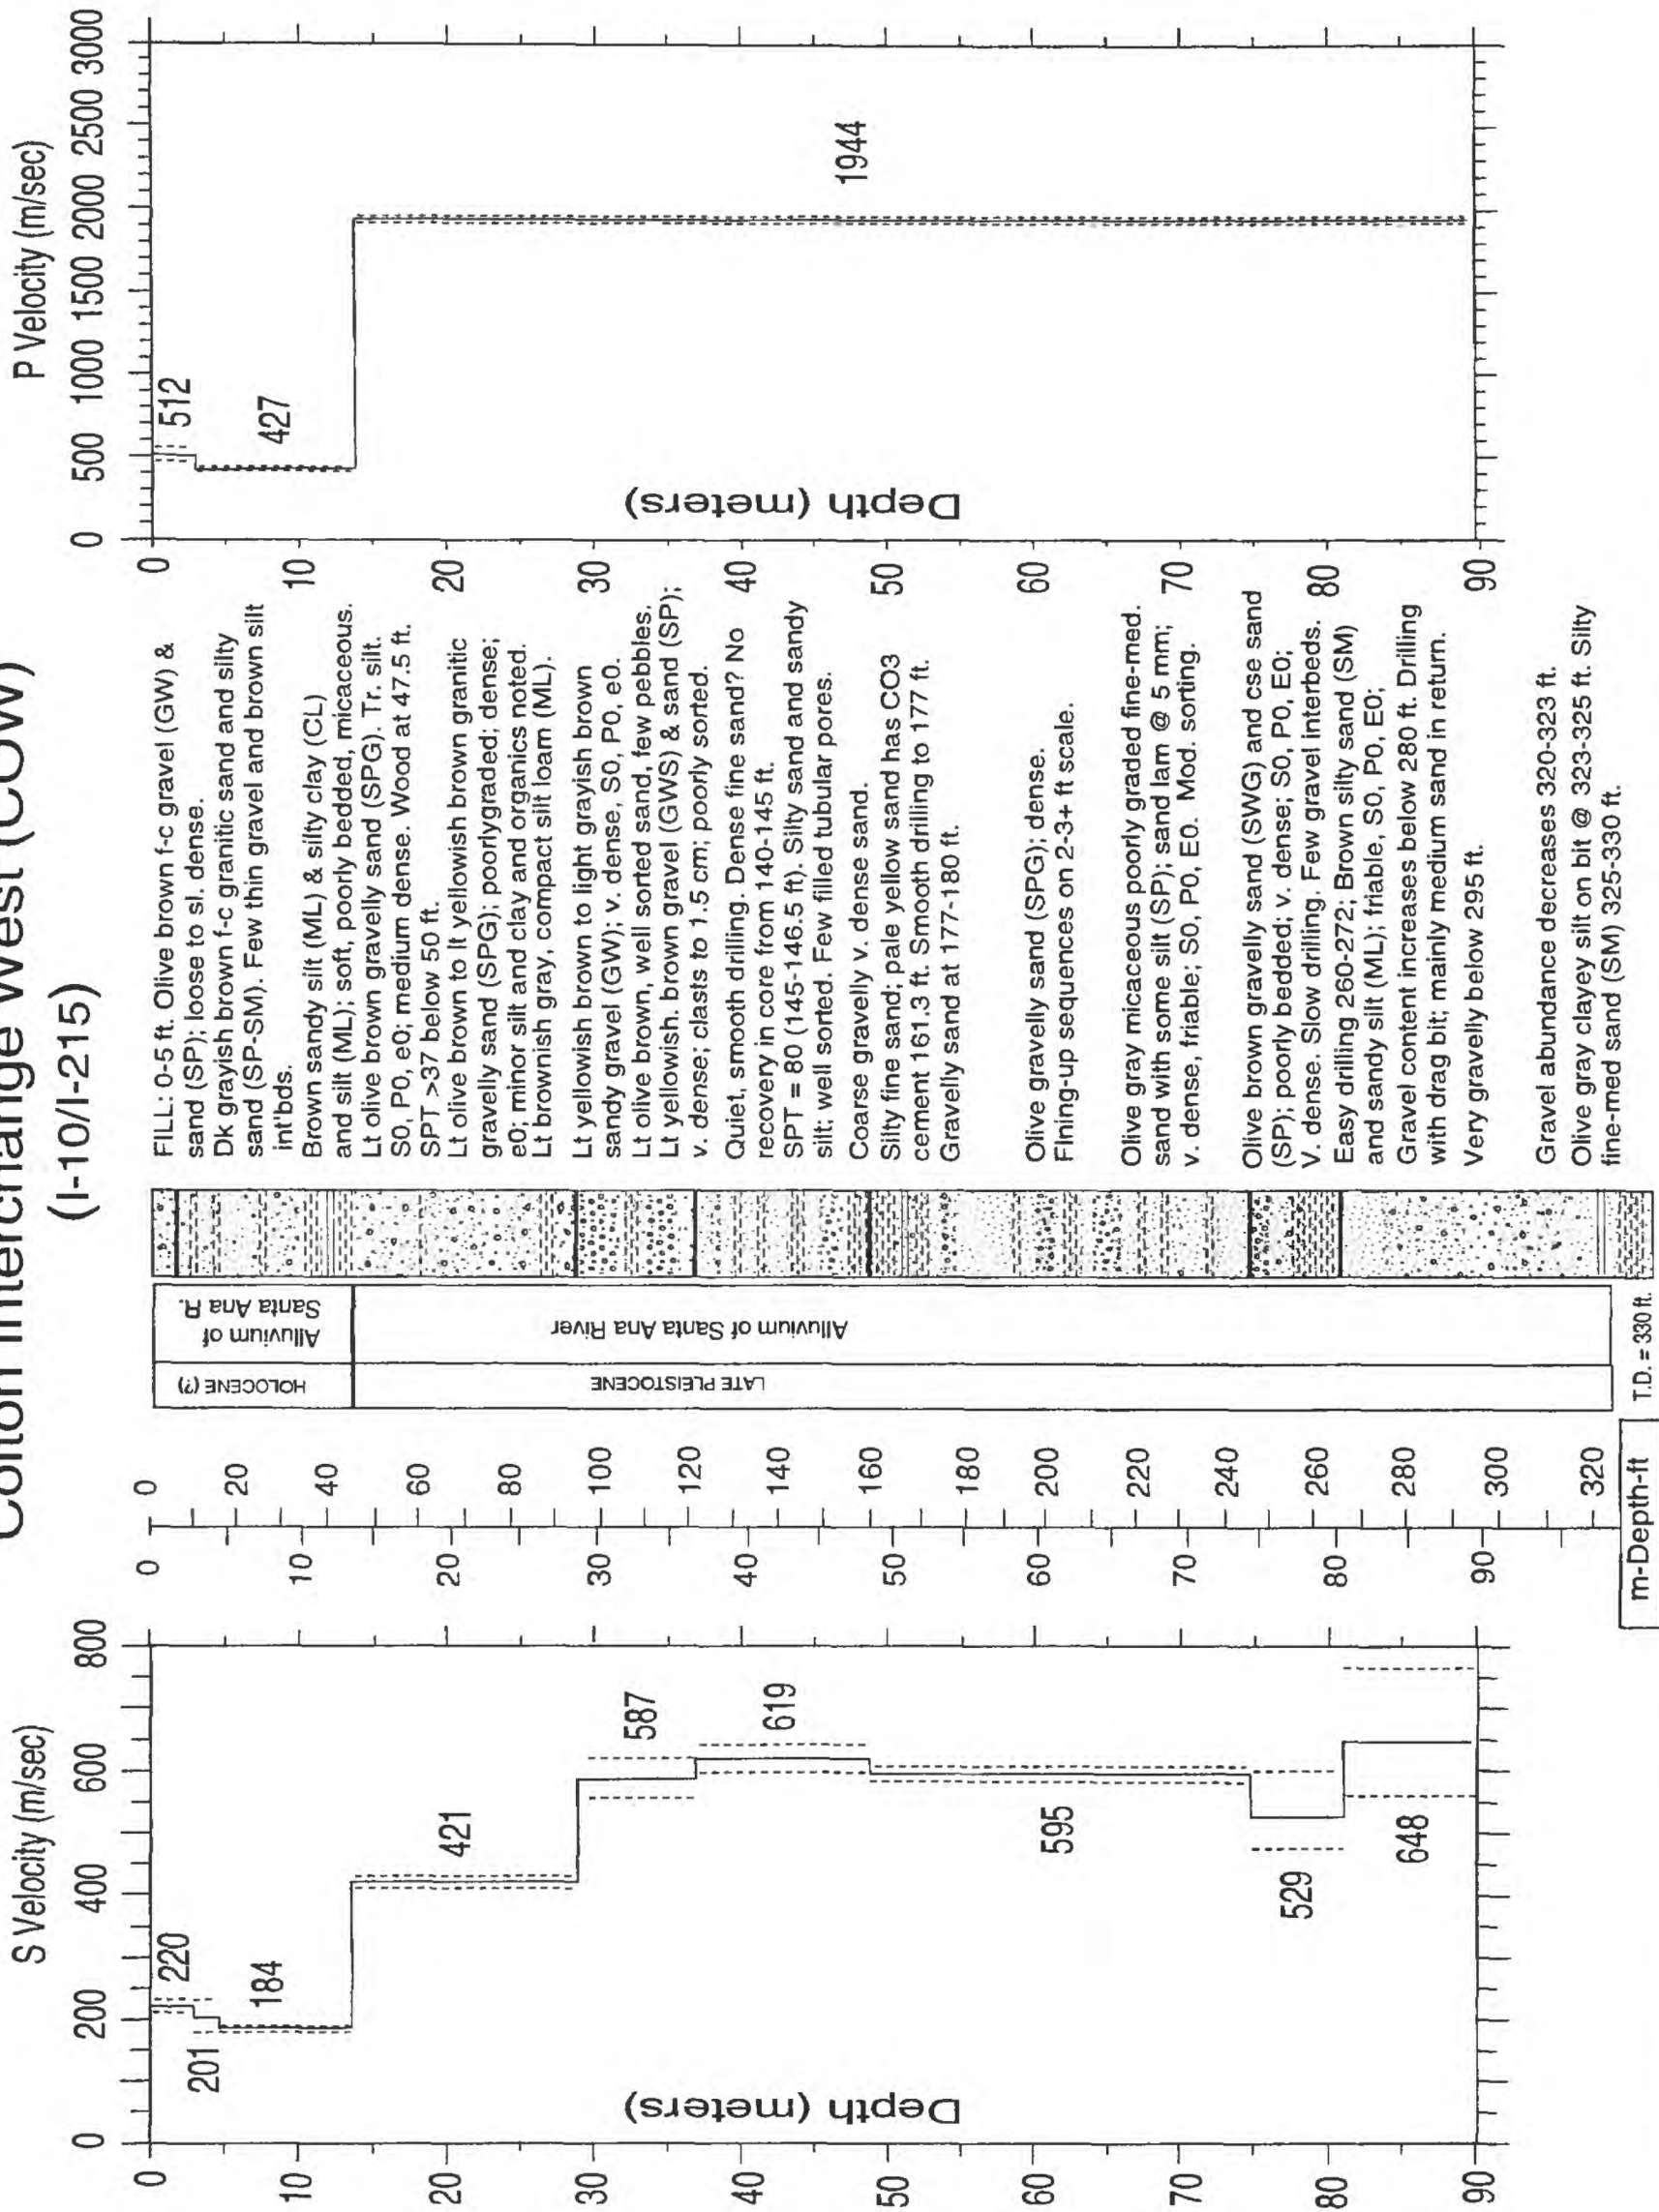 Colton Interchange West (COW)
(I-10/I-215)
S Velocity (m/sec)
0 200 400 600 800
0
10
20
30
40
50
60
70
80
90
Depth (meters)
220
201
184
421
587
619
595
529
648
0
10
20
30
40
50
60
70
80
90
0
20
40
60
80
100
120
140
160
180
200
220
240
260
280
300
320
m-Depth-ft
HOLOCENE (?)
LATE PLEISTOCENE
Alluvium of
Santa Ana R.
Alluvium of Santa Ana River
T.D. = 330 ft.
FILL: 0-5 ft. Olive brown f-c gravel (GW) &
sand (SP); loose to sl. dense.
Dk grayish brown f-c granitic sand and silty
sand (SP-SM). Few thin gravel and brown silt
int'bds.
Brown sandy silt (ML) & silty clay (CL)
and silt (ML); soft, poorly bedded, micaceous.
Lt olive brown gravelly sand (SPG). Tr. silt.
S0, P0, e0; medium dense. Wood at 47.5 ft.
SPT >37 below 50 ft.
Lt olive brown to lt yellowish brown granitic
gravelly sand (SPG); poorlygraded; dense;
e0; minor silt and clay and organics noted.
Lt brownish gray, compact silt loam (ML).
Lt yellowish brown to light grayish brown
sandy gravel (GW); v. dense, S0, P0, e0.
Lt olive brown, well sorted sand, few pebbles.
Lt yellowish. brown gravel (GWS) & sand (SP);
v. dense; clasts to 1.5 cm; poorly sorted.
Quiet, smooth drilling. Dense fine sand? No
recovery in core from 140-145 ft.
SPT = 80 (145-146.5 ft). Silty sand and sandy
silt; well sorted. Few filled tubular pores.
Coarse gravelly v. dense sand.
Silty fine sand; pale yellow sand has CO3
cement 161.3 ft. Smooth drilling to 177 ft.
Gravelly sand at 177-180 ft.
Olive gravelly sand (SPG); dense.
Fining-up sequences on 2-3+ ft scale.
Olive gray micaceous poorly graded fine-med.
sand with some silt (SP); sand lam @ 5 mm;
v. dense, friable; S0, P0, E0. Mod. sorting.
Olive brown gravelly sand (SWG) and cse sand
(SP); poorly bedded; v. dense; S0, P0, E0;
V. dense. Slow drilling. Few gravel interbeds.
Easy drilling 260-272; Brown silty sand (SM)
and sandy silt (ML); friable, S0, P0, E0;
Gravel content increases below 280 ft. Drilling
with drag bit; mainly medium sand in return.
Very gravelly below 295 ft.
Gravel abundance decreases 320-323 ft.
Olive gray clayey silt on bit @ 323-325 ft. Silty
fine-med sand (SM) 325-330 ft.
P Velocity (m/sec)
0 500 1000 1500 2000 2500 3000
0
10
20
30
40
50
60
70
80
90
Depth (meters)
512
427
1944